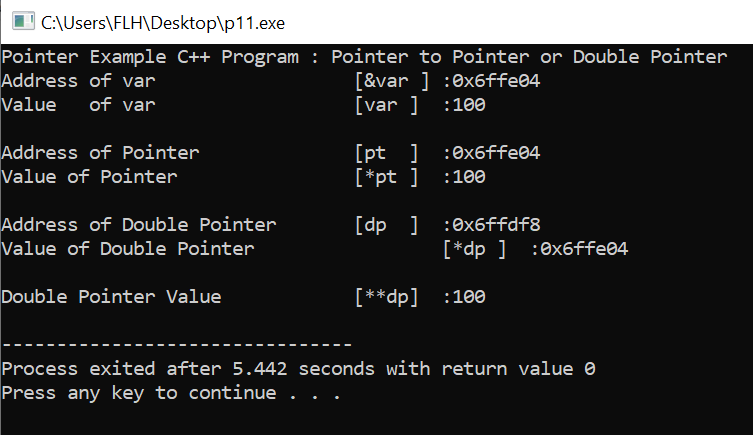 C:\Users\FLH\Desktop\p11.exe
Pointer Example C++ Program : Pointer to Pointer or Double Pointer
Address of var                  [&var ] :0x6ffe04
Value   of var                  [var ]  :100

Address of Pointer              [pt  ]  :0x6ffe04
Value of Pointer                [*pt ]  :100

Address of Double Pointer       [dp  ]  :0x6ffdf8
Value of Double Pointer                 [*dp ]  :0x6ffe04

Double Pointer Value            [**dp]  :100

--------------------------------
Process exited after 5.442 seconds with return value 0
Press any key to continue . . .